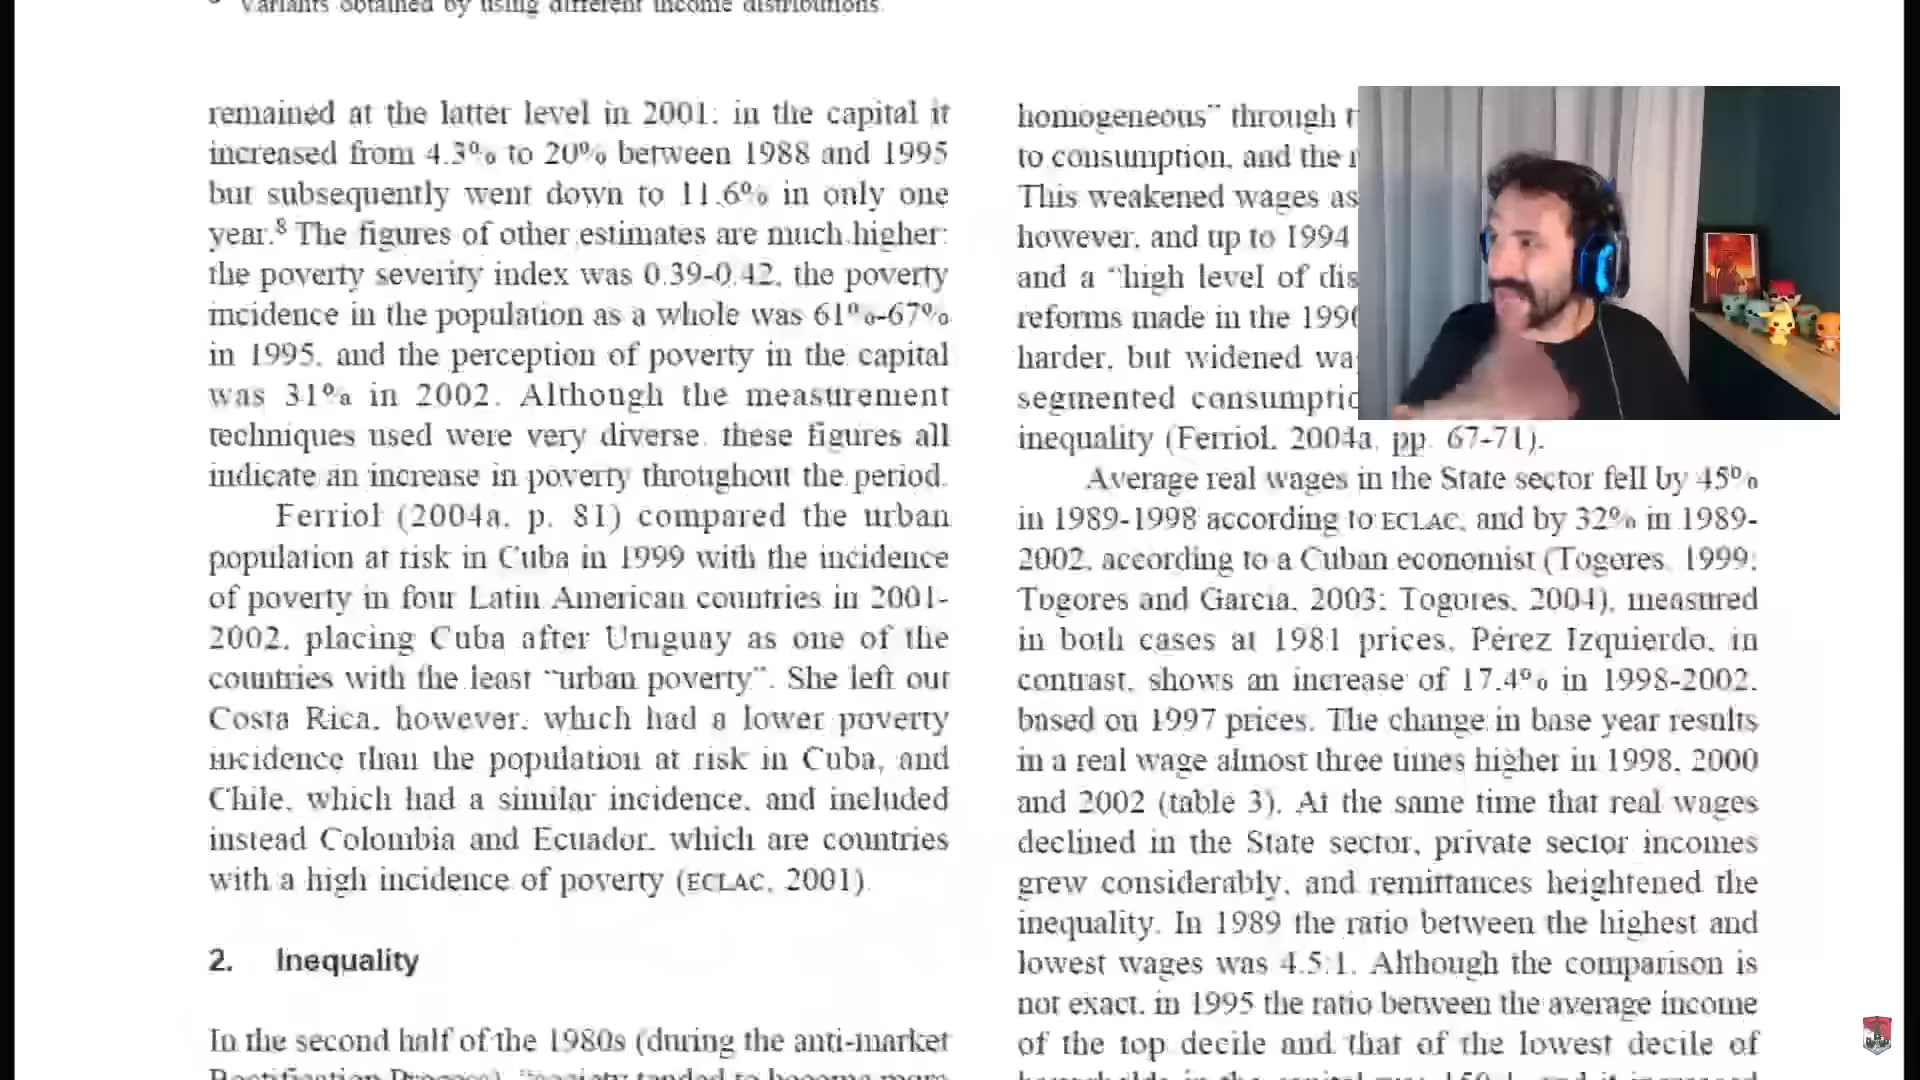 Variants obtained by using different income distributions
remained at the latter level in 2001; in the capital it
increased from 4.3% to 20% between 1988 and 1995
but subsequently went down to 11.6% in only one
year.8 The figures of other estimates are much higher:
the poverty severity index was 0.39-0.42, the poverty
incidence in the population as a whole was 61%-67%
in 1995, and the perception of poverty in the capital
was 31% in 2002. Although the measurement
techniques used were very diverse, these figures all
indicate an increase in poverty throughout the period.
Ferriol (2004a, p. 81) compared the urban
population at risk in Cuba in 1999 with the incidence
of poverty in four Latin American countries in 2001-
2002, placing Cuba after Uruguay as one of the
countries with the least “urban poverty”. She left out
Costa Rica, however, which had a lower poverty
incidence than the population at risk in Cuba, and
Chile, which had a similar incidence, and included
instead Colombia and Ecuador, which are countries
with a high incidence of poverty (ECLAC, 2001).
2. Inequality
In the second half of the 1980s (during the anti-market
Rectification Process), “society tended to become more
homogeneous” through
to consumption, and the
This weakened wages as
however, and up to 1994
and a “high level of
reforms made in the
harder, but widened
segmented
inequality (Ferriol, 2004a, pp. 67-71).
Average real wages in the State sector fell by 45%
in 1989-1998 according to ECLAC, and by 32% in 1989-
2002, according to a Cuban economist (Togores, 1999;
Togores and García, 2003; Togores, 2004), measured
in both cases at 1981 prices. Pérez Izquierdo, in
contrast, shows an increase of 17.4% in 1998-2002,
based on 1997 prices. The change in base year results
in a real wage almost three times higher in 1998, 2000
and 2002 (table 3). At the same time that real wages
declined in the State sector, private sector incomes
grew considerably, and remittances heightened the
inequality. In 1989 the ratio between the highest and
lowest wages was 4.5:1. Although the comparison is
not exact, in 1995 the ratio between the average income
of the top decile and that of the lowest decile of